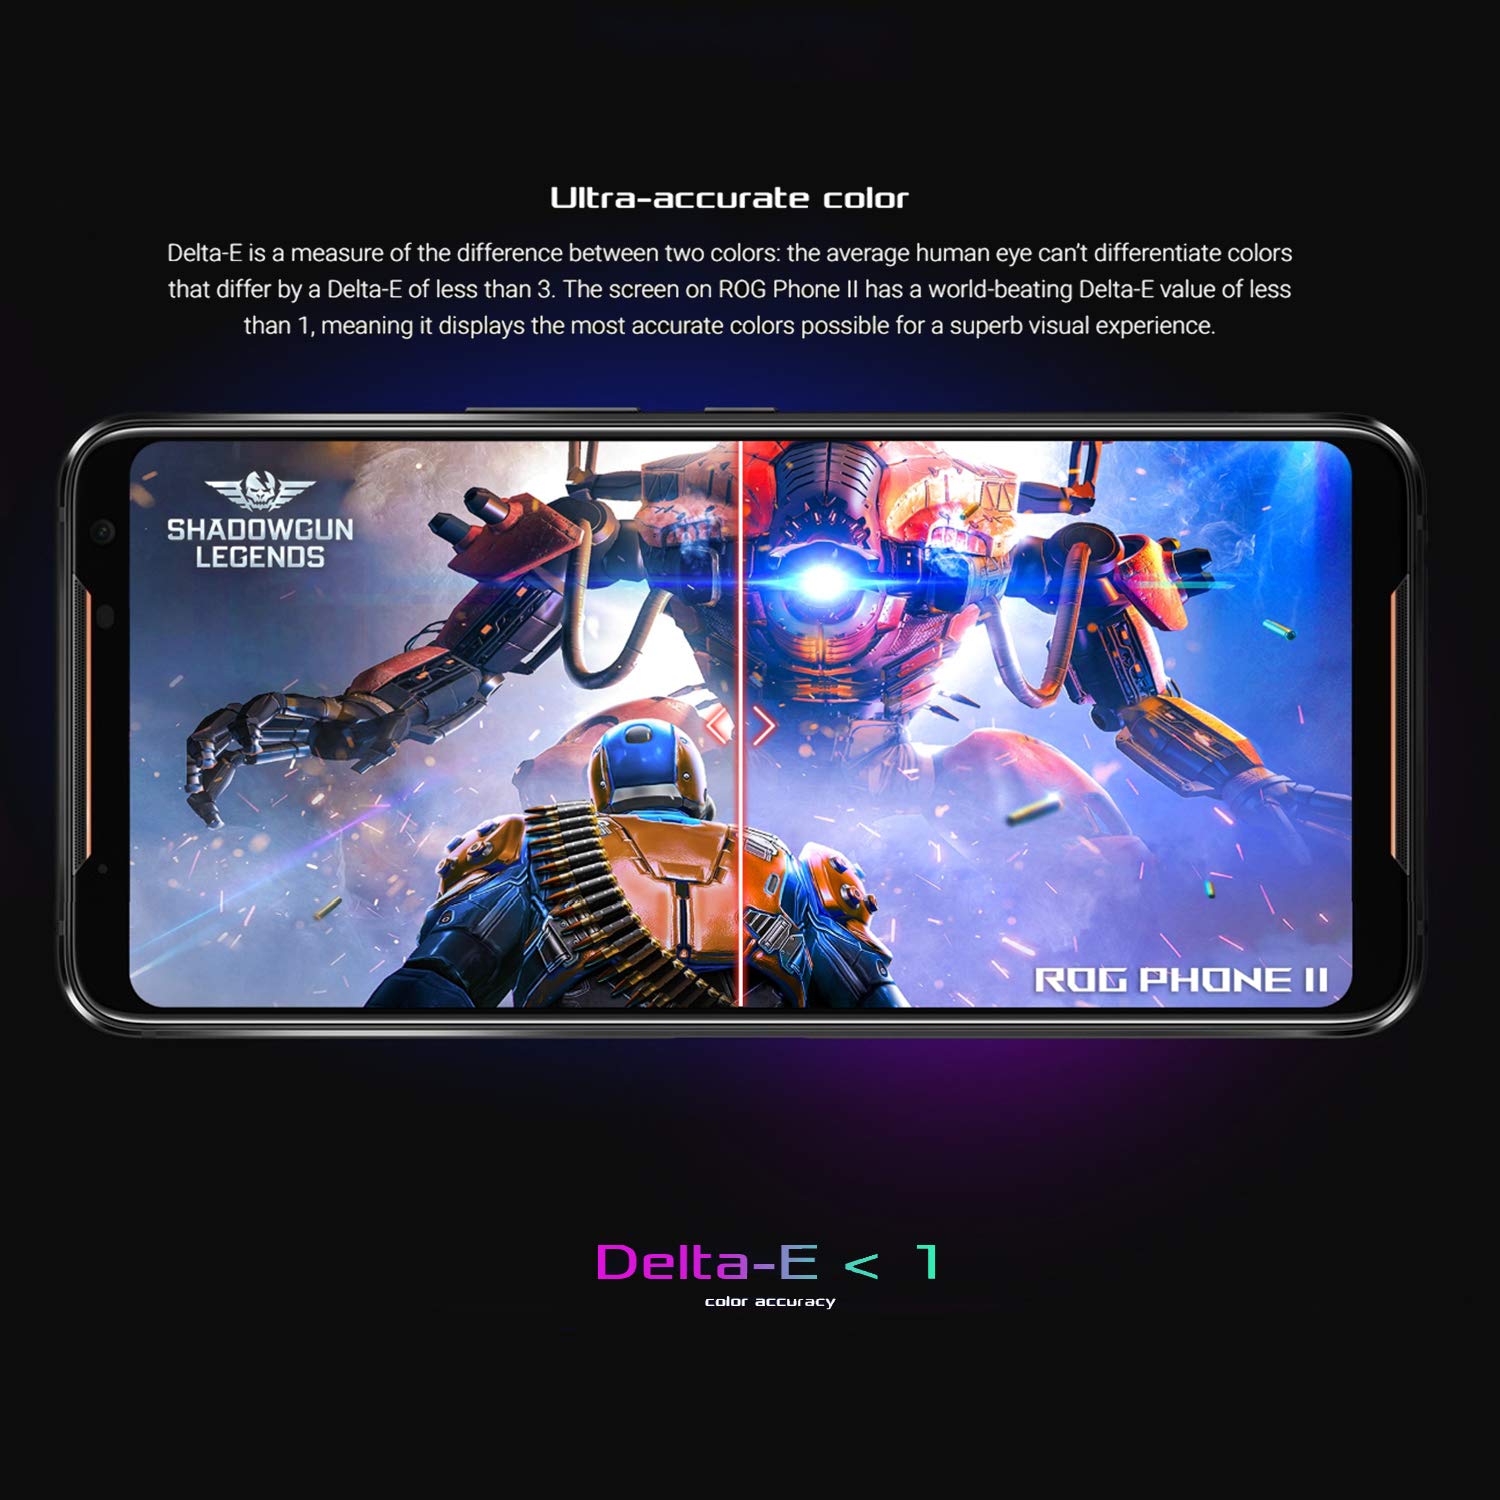 Ultra-accurate color
Delta-E is a measure of the difference between two colors: the average human eye can’t differentiate colors
that differ by a Delta-E of less than 3. The screen on ROG Phone II has a world-beating Delta-E value of less
than 1, meaning it displays the most accurate colors possible for a superb visual experience.
SHADOWGUN
LEGENDS
ROG PHONE II
Delta-E < 1
color accuracy